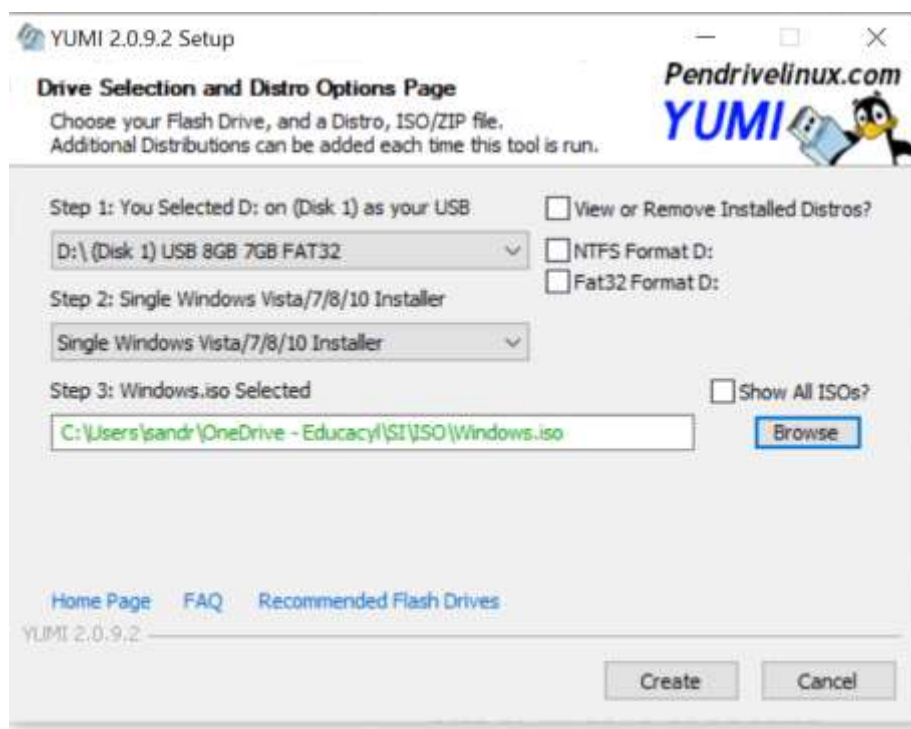 YUMI 2.0.9.2 Setup
Drive Selection and Distro Options Page
Choose your Flash Drive, and a Distro, ISO/ZIP file.
Additional Distributions can be added each time this tool is run.
Pendrivelinux.com
YUMI
Step 1: You Selected D: on (Disk 1) as your USB
View or Remove Installed Distros?
D:\ (Disk 1) USB 8GB 7GB FAT32
NTFS Format D:
Fat32 Format D:
Step 2: Single Windows Vista/7/8/10 Installer
Single Windows Vista/7/8/10 Installer
Step 3: Windows.iso Selected
Show All ISOs?
C:\Users\sandr\OneDrive - Educacyl\SI\ISO\Windows.iso
Browse
Home Page FAQ Recommended Flash Drives
YUMI 2.0.9.2
Create Cancel